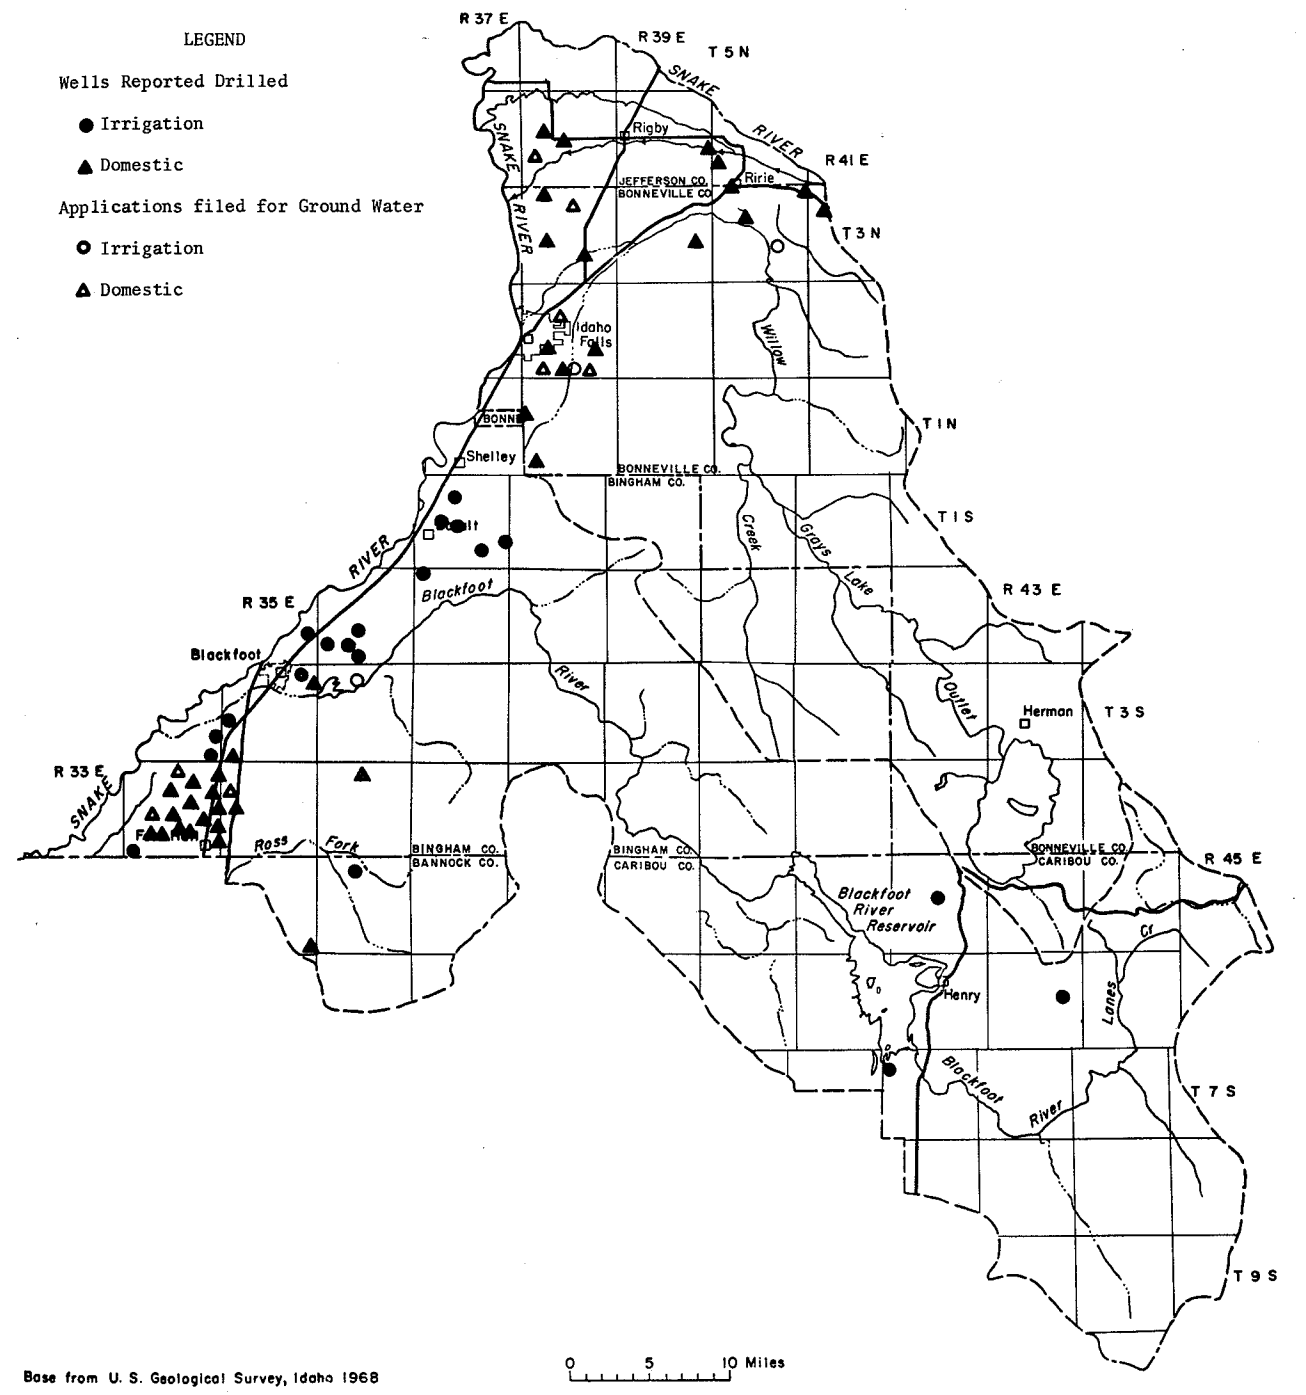 LEGEND
Wells Reported Drilled
Irrigation
Domestic
Applications filed for Ground Water
Irrigation
Domestic
R 37 E
R 39 E
T 5 N
SNAKE
RIVER
SNAKE
RIVER
Rigby
R 41 E
JEFFERSON CO.
BONNEVILLE CO
Ririe
T 3 N
Idaho
Falls
Willow
BONNE
T 1 N
Shelley
BONNEVILLE CO.
BINGHAM CO.
T 1 S
Creek
Grays
Lake
Outlet
RIVER
Blackfoot
River
R 43 E
R 35 E
Blackfoot
Herman
T 3 S
R 33 E
SNAKE
Ross
Fork
BINGHAM CO.
BANNOCK CO.
BINGHAM CO.
CARIBOU CO.
BONNEVILLE CO.
CARIBOU CO.
R 45 E
Blackfoot
River
Reservoir
Cr
Lanes
Henry
Blackfoot
River
T 7 S
T 9 S
0 5 10 Miles
Base from U. S. Geological Survey, Idaho 1968